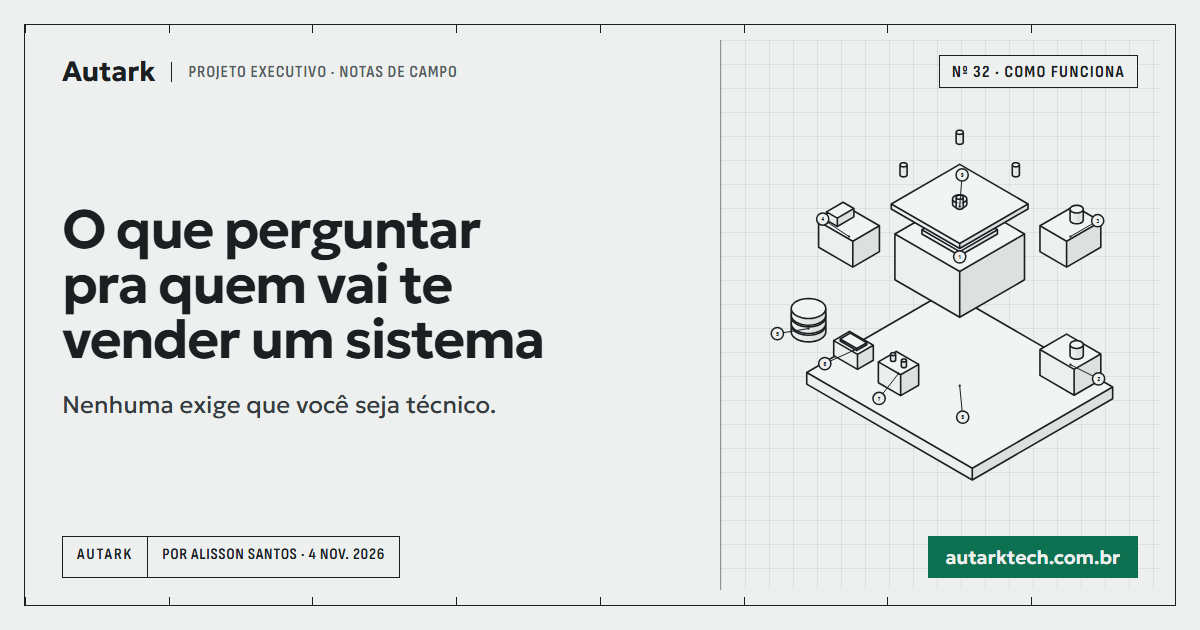 Autark
PROJETO EXECUTIVO · NOTAS DE CAMPO
Nº 32 · COMO FUNCIONA
O que perguntar
pra quem vai te
vender um sistema
Nenhuma exige que você seja técnico.
AUTARK
POR ALISSON SANTOS · 4 NOV. 2026
autarktech.com.br